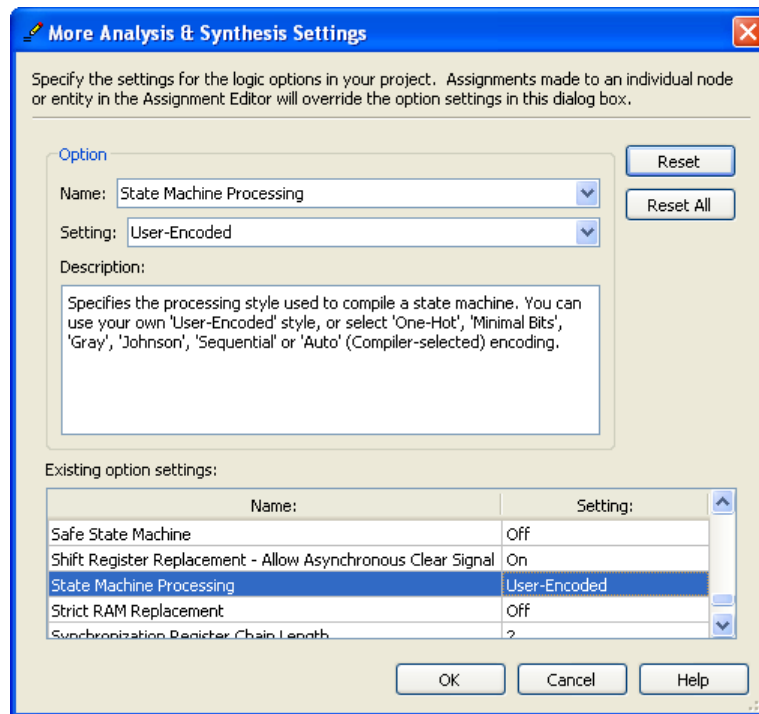 More Analysis & Synthesis Settings
Specify the settings for the logic options in your project. Assignments made to an individual node
or entity in the Assignment Editor will override the option settings in this dialog box.
Option
Reset
Name: State Machine Processing
Reset All
Setting: User-Encoded
Description:
Specifies the processing style used to compile a state machine. You can
use your own 'User-Encoded' style, or select 'One-Hot', 'Minimal Bits',
'Gray', 'Johnson', 'Sequential' or 'Auto' (Compiler-selected) encoding.
Existing option settings:
Name: Setting:
Safe State Machine Off
Shift Register Replacement - Allow Asynchronous Clear Signal On
State Machine Processing User-Encoded
Strict RAM Replacement Off
Synchronization Register Chain Length 2
OK Cancel Help